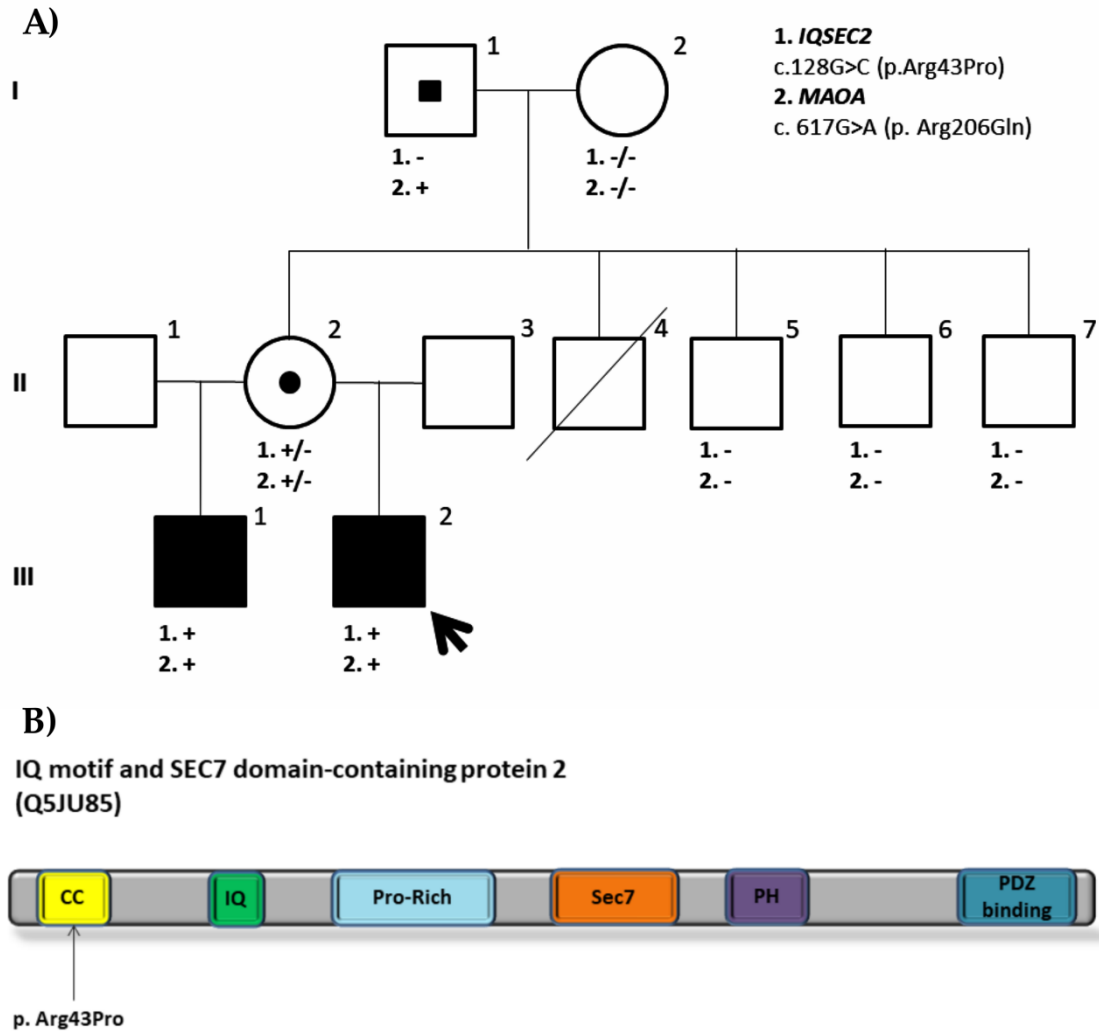 A)
I
1
2
1. IQSEC2
c.128G>C (p.Arg43Pro)
2. MAOA
c. 617G>A (p. Arg206Gln)
1. -
2. +
1. -/-
2. -/-
II
1
2
3
4
5
6
7
1. +/-
2. +/-
1. -
2. -
1. -
2. -
1. -
2. -
III
1
2
1. +
2. +
1. +
2. +
B)
IQ motif and SEC7 domain-containing protein 2
(Q5JU85)
CC
IQ
Pro-Rich
Sec7
PH
PDZ
binding
p. Arg43Pro